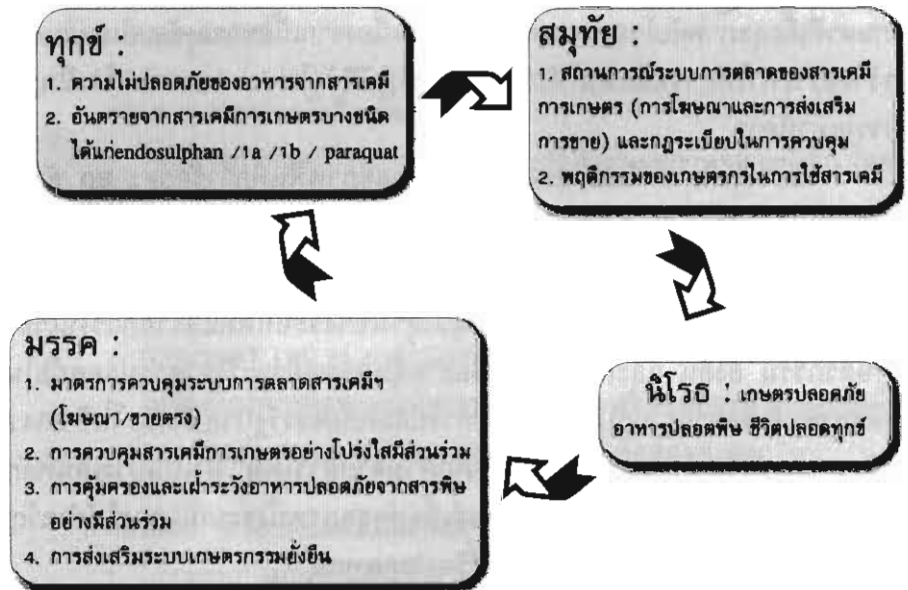 ทุกข์ :
1. ความไม่ปลอดภัยของอาหารจากสารเคมี
2. อันตรายจากสารเคมีการเกษตรบางชนิด
ได้แก่endosulphan /1a /1b / paraquat
สมุทัย :
1. สถานการณ์ระบบการตลาดของสารเคมี
การเกษตร (การโฆษณาและการส่งเสริม
การขาย) และกฎระเบียบในการควบคุม
2. พฤติกรรมของเกษตรกรในการใช้สารเคมี
นิโรธ : เกษตรปลอดภัย
อาหารปลอดพิษ ชีวิตปลอดทุกข์
มรรค :
1. มาตรการควบคุมระบบการตลาดสารเคมีฯ
(โฆษณา/ขายตรง)
2. การควบคุมสารเคมีการเกษตรอย่างโปร่งใสมีส่วนร่วม
3. การคุ้มครองและเฝ้าระวังอาหารปลอดภัยจากสารพิษ
อย่างมีส่วนร่วม
4. การส่งเสริมระบบเกษตรกรรมยั่งยืน